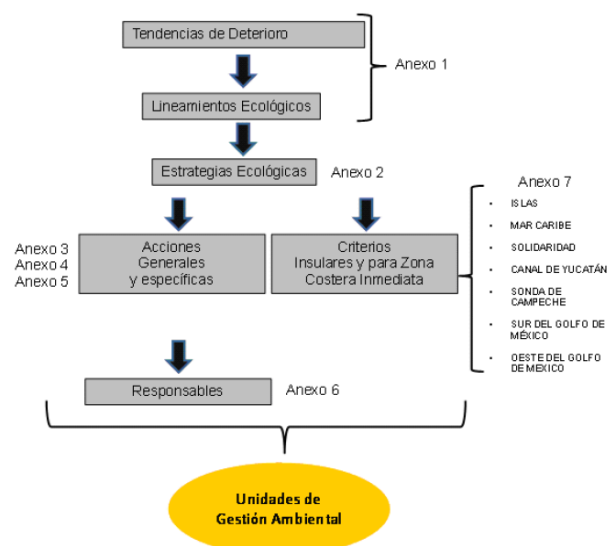 Tendencias de Deterioro
Anexo 1
Lineamientos Ecológicos
Estrategias Ecológicas
Anexo 2
Anexo 3
Anexo 4
Anexo 5
Acciones
Generales
y específicas
Criterios
Insulares y para Zona
Costera Inmediata
Anexo 7
• ISLAS
• MAR CARIBE
• SOLIDARIDAD
• CANAL DE YUCATÁN
• SONDA DE
CAMPECHE
• SUR DEL GOLFO DE
MÉXICO
• OESTE DEL GOLFO
DE MEXICO
Responsables
Anexo 6
Unidades de
Gestión Ambiental